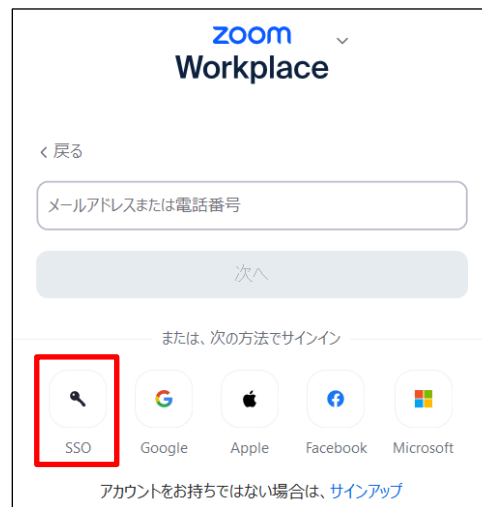 zoom
Workplace
戻る
メールアドレスまたは電話番号
次へ
または、次の方法でサインイン
SSO Google Apple Facebook Microsoft
アカウントをお持ちではない場合は、サインアップ